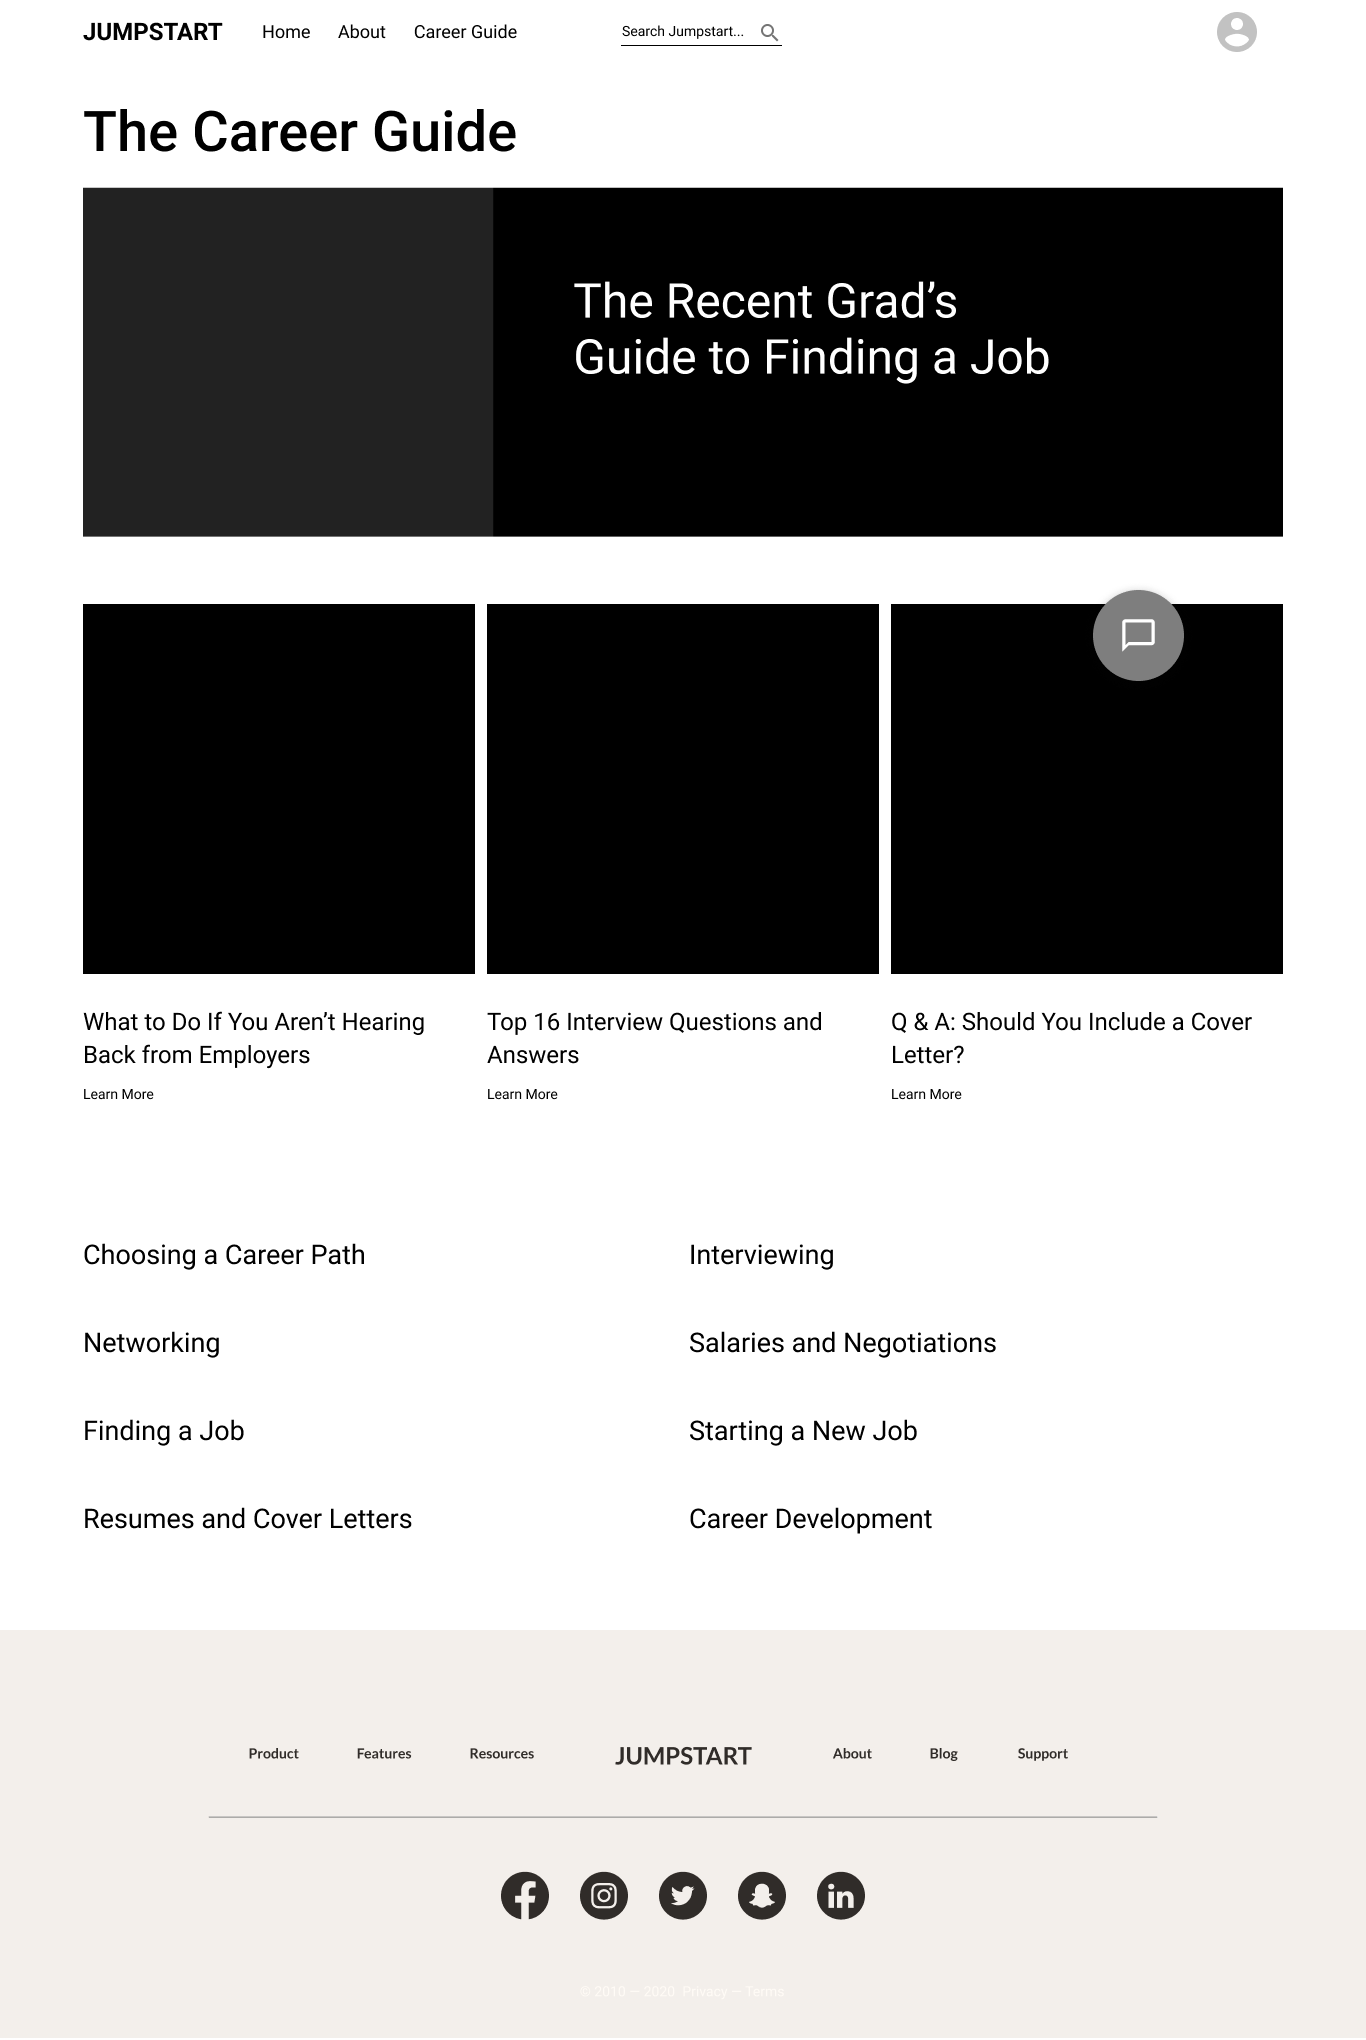 JUMPSTART Home About Career Guide Search Jumpstart...
The Career Guide
The Recent Grad’s
Guide to Finding a Job
What to Do If You Aren’t Hearing
Back from Employers
Learn More
Top 16 Interview Questions and
Answers
Learn More
Q & A: Should You Include a Cover
Letter?
Learn More
Choosing a Career Path
Interviewing
Networking
Salaries and Negotiations
Finding a Job
Starting a New Job
Resumes and Cover Letters
Career Development
Product Features Resources JUMPSTART About Blog Support
© 2010 — 2020 Privacy — Terms